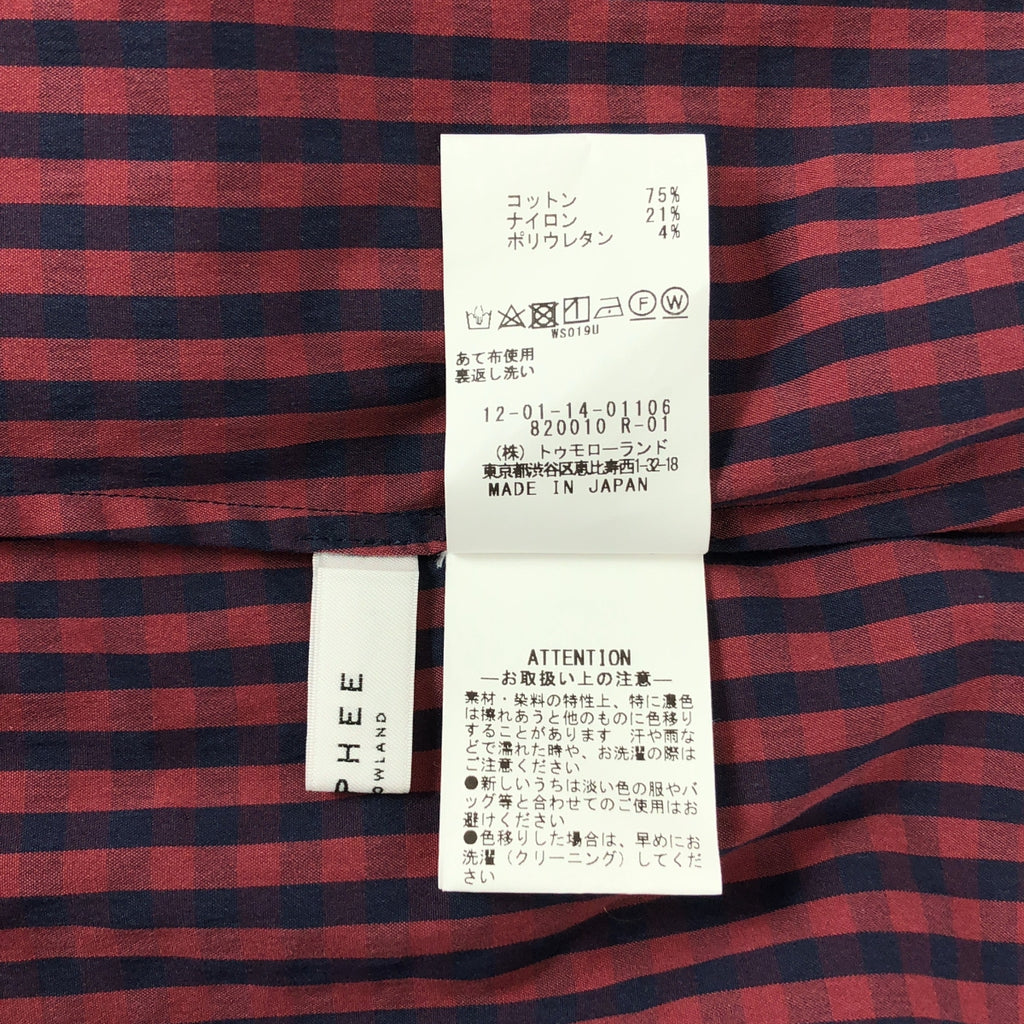 コットン 75%
ナイロン 21%
ポリウレタン 4%
F W
WS019U
あて布使用
裏返し洗い
12-01-14-01106
820010 R-01
(株) トゥモローランド
東京都渋谷区恵比寿西1-32-18
MADE IN JAPAN
PHEE
OWLAND
ATTENTION
―お取扱い上の注意―
素材・染料の特性上、特に濃色
は擦れあうと他のものに色移り
することがあります 汗や雨な
どで濡れた時や、お洗濯の際は
ご注意ください
●新しいうちは淡い色の服やバ
ッグ等と合わせてのご使用はお
避けください
●色移りした場合は、早めにお
洗濯(クリーニング)してくだ
さい